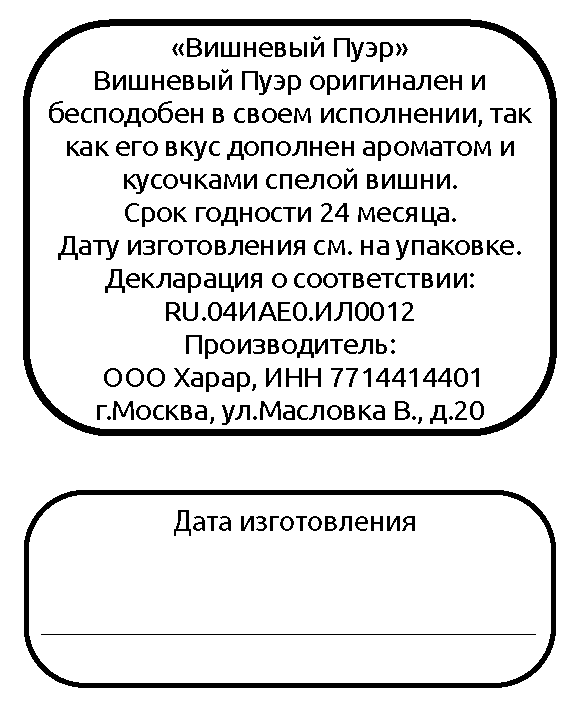 «Вишневый Пуэр»
Вишневый Пуэр оригинален и
бесподобен в своем исполнении, так
как его вкус дополнен ароматом и
кусочками спелой вишни.
Срок годности 24 месяца.
Дату изготовления см. на упаковке.
Декларация о соответствии:
RU.04ИАЕ0.ИЛ0012
Производитель:
ООО Харар, ИНН 7714414401
г.Москва, ул.Масловка В., д.20
Дата изготовления